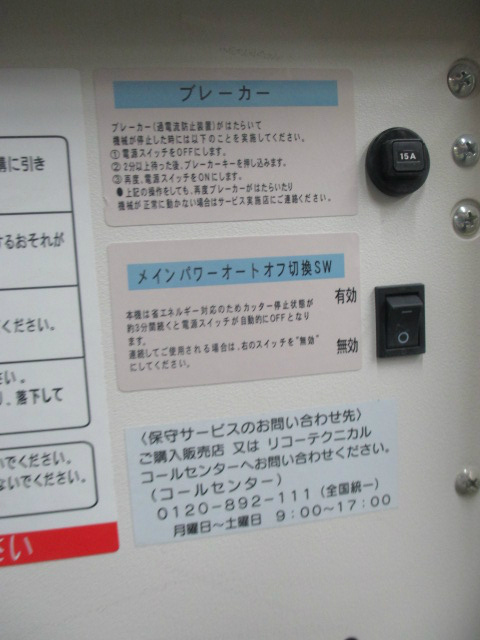 ブレーカー
ブレーカー(過電流防止装置)がはたらいて
機械が停止した時には以下のことを実施してください。
① 電源スイッチをOFFにします。
② 2分以上待った後、ブレーカーキーを押し込みます。
③ 再度、電源スイッチをONにします。
● 上記の操作をしても、再度ブレーカーがはたらいたり
機械が正常に動かない場合はサービス実施店にご連絡ください。
15A
メインパワーオートオフ切換SW
本機は省エネルギー対応のためカッター停止状態が
約3分間続くと電源スイッチが自動的にOFFとなり
ます。
連続してご使用される場合は、右のスイッチを"無効"
にしてください。
有効
無効
〈保守サービスのお問い合わせ先〉
ご購入販売店 又は リコーテクニカル
コールセンターへお問い合わせください。
(コールセンター)
0120-892-111 (全国統一)
月曜日〜土曜日 9:00〜17:00
に引き
するおそれが
ください。
さい。
、落下して
いでください。
ないでください。
さい